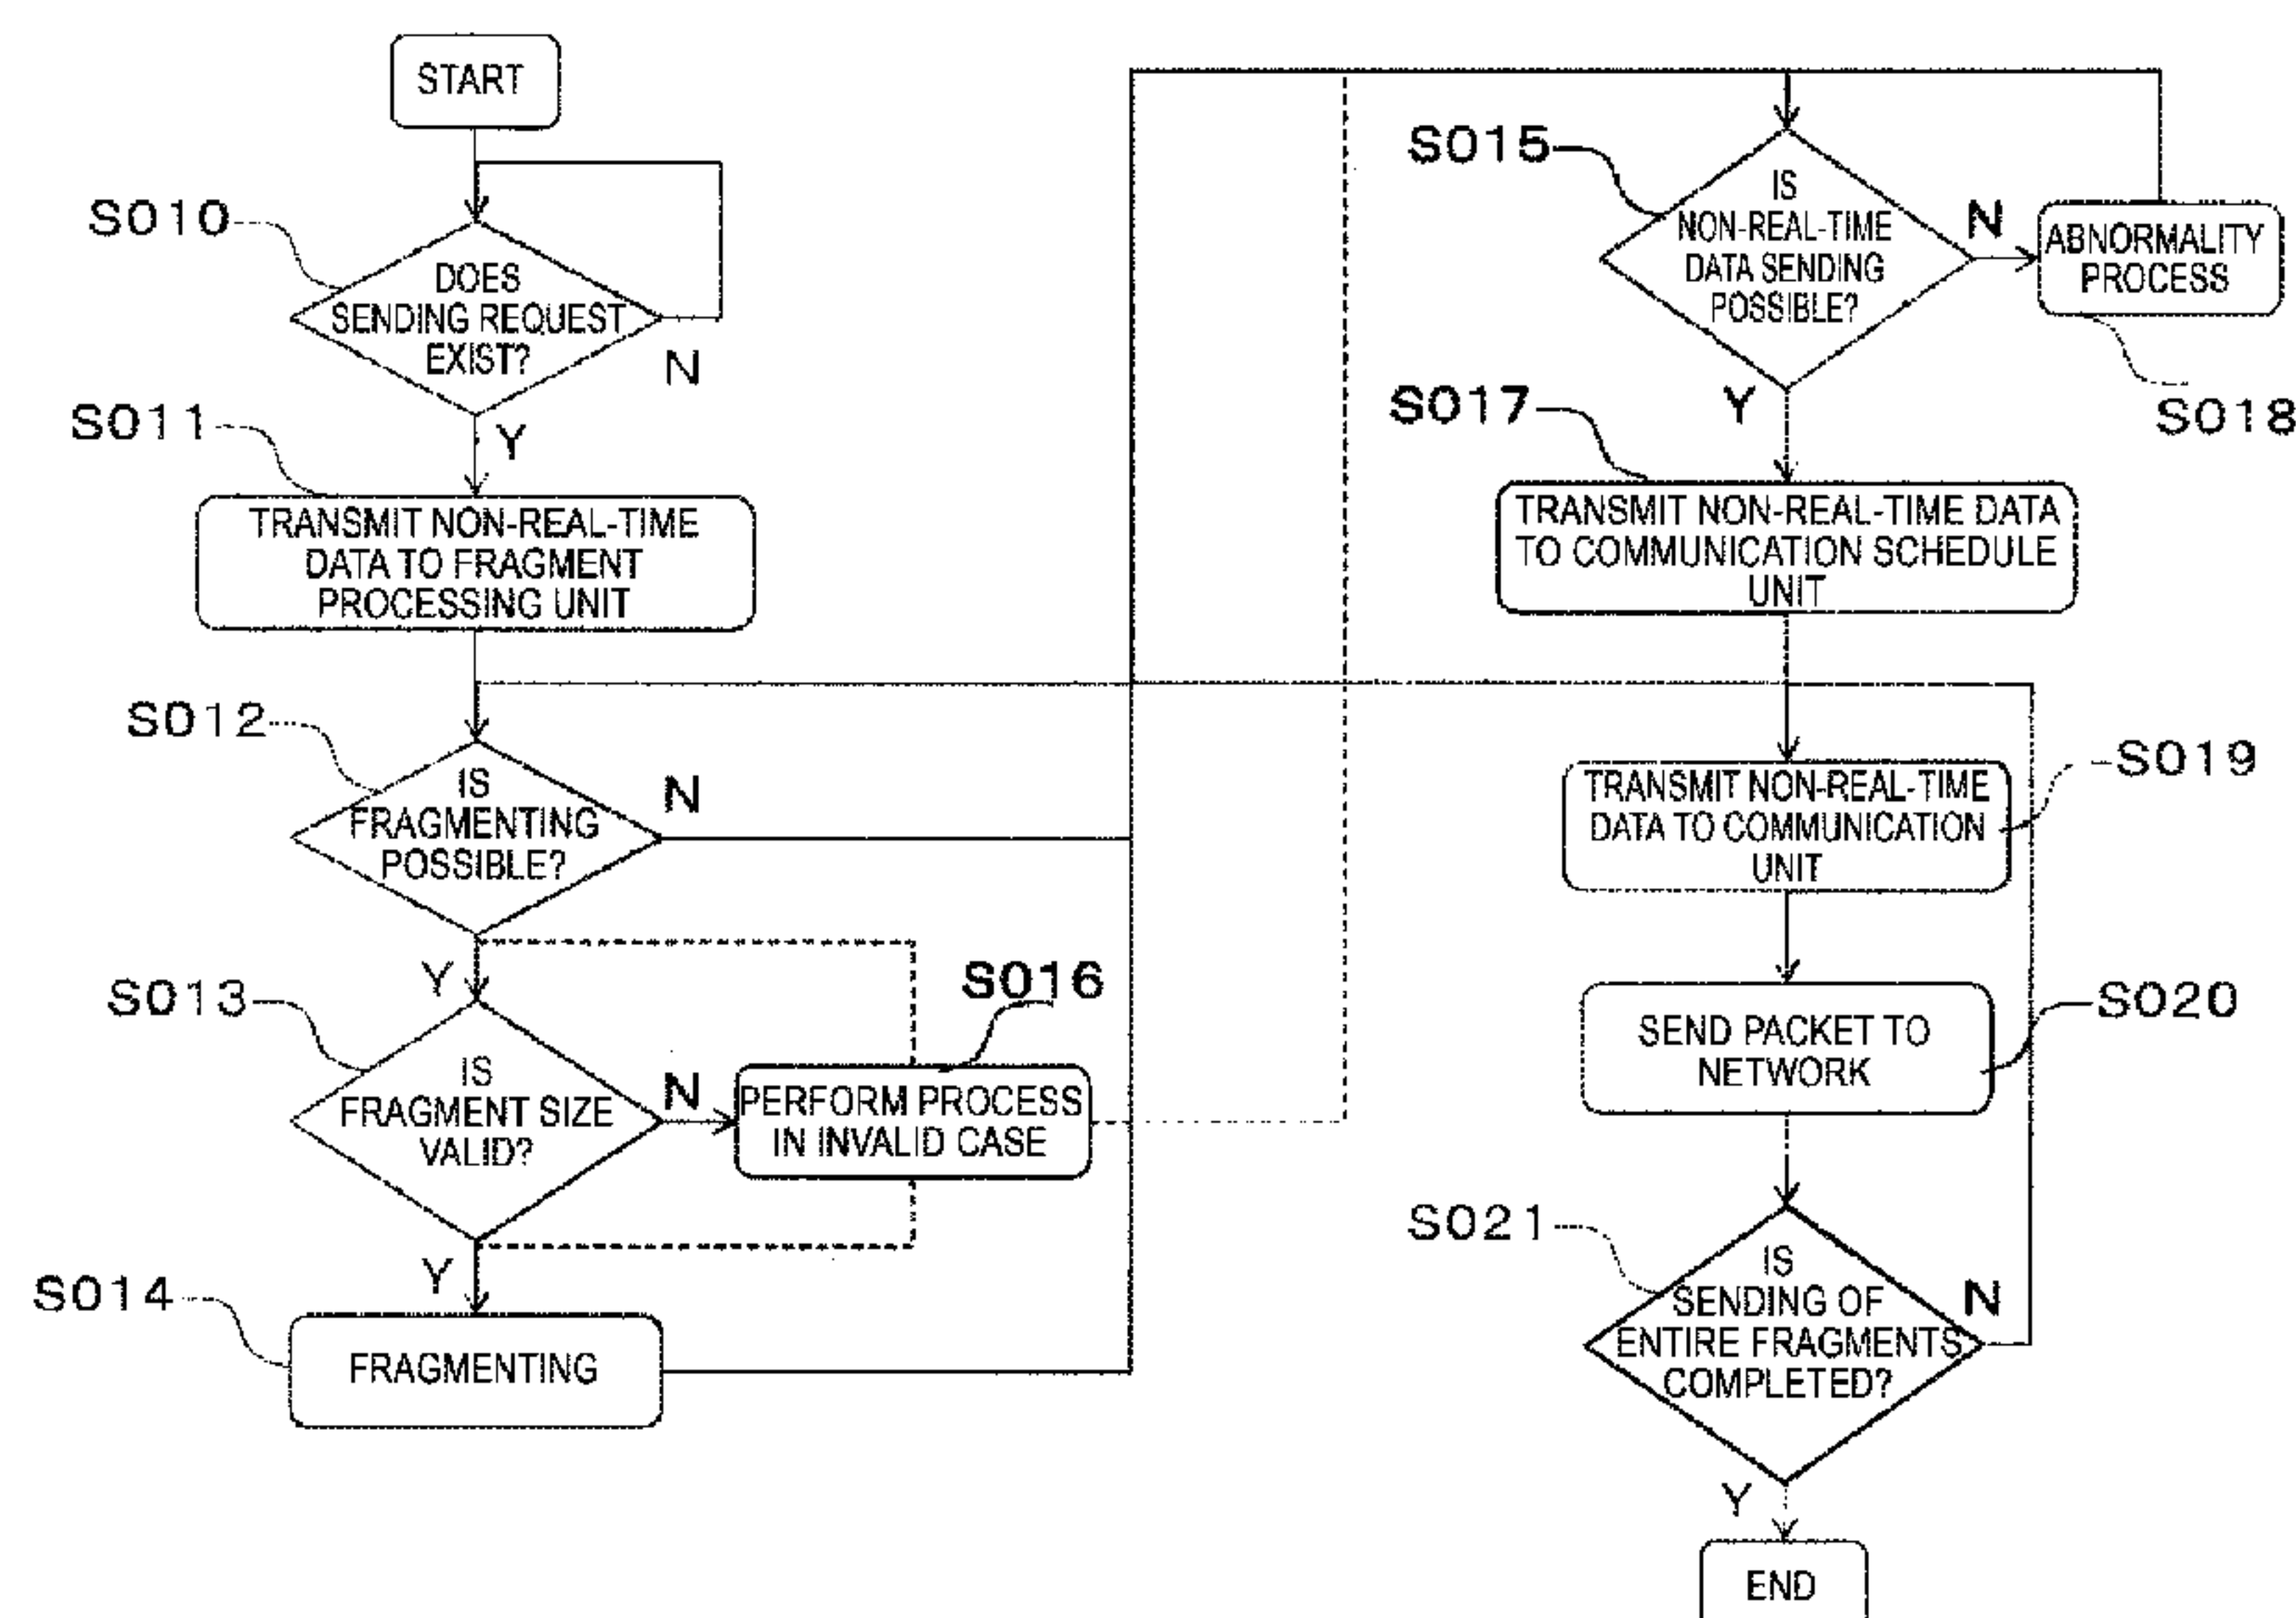 START
S010
DOES
SENDING REQUEST
EXIST?
N
Y
S011
TRANSMIT NON-REAL-TIME
DATA TO FRAGMENT
PROCESSING UNIT
S012
IS
FRAGMENTING
POSSIBLE?
N
Y
S013
IS
FRAGMENT SIZE
VALID?
N
S016
PERFORM PROCESS
IN INVALID CASE
Y
S014
FRAGMENTING
S015
IS
NON-REAL-TIME
DATA SENDING
POSSIBLE?
N
ABNORMALITY
PROCESS
S018
Y
S017
TRANSMIT NON-REAL-TIME DATA
TO COMMUNICATION SCHEDULE
UNIT
S019
TRANSMIT NON-REAL-TIME
DATA TO COMMUNICATION
UNIT
S020
SEND PACKET TO
NETWORK
S021
IS
SENDING OF
ENTIRE FRAGMENTS
COMPLETED?
N
Y
END